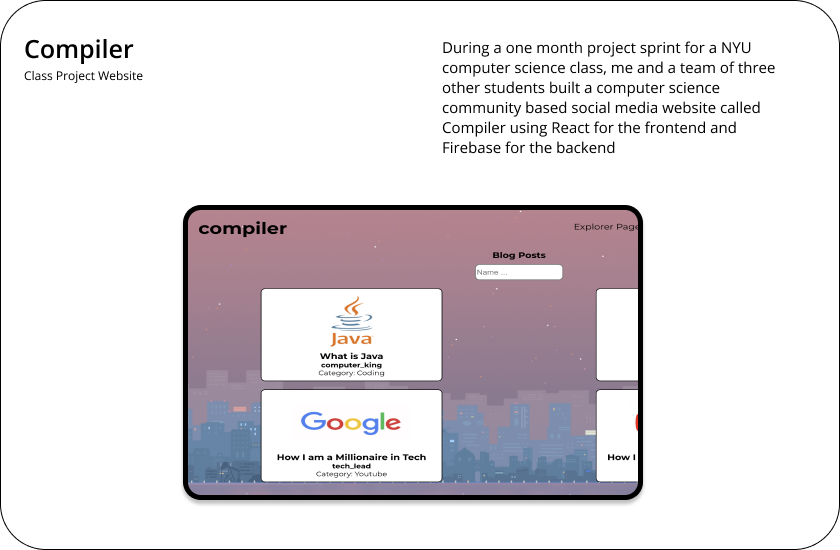 Compiler
Class Project Website
During a one month project sprint for a NYU
computer science class, me and a team of three
other students built a computer science
community based social media website called
Compiler using React for the frontend and
Firebase for the backend
compiler
Explorer Page
Blog Posts
Name ...
Java
What is Java
computer_king
Category: Coding
Google
How I am a Millionaire in Tech
tech_lead
Category: Youtube
How I